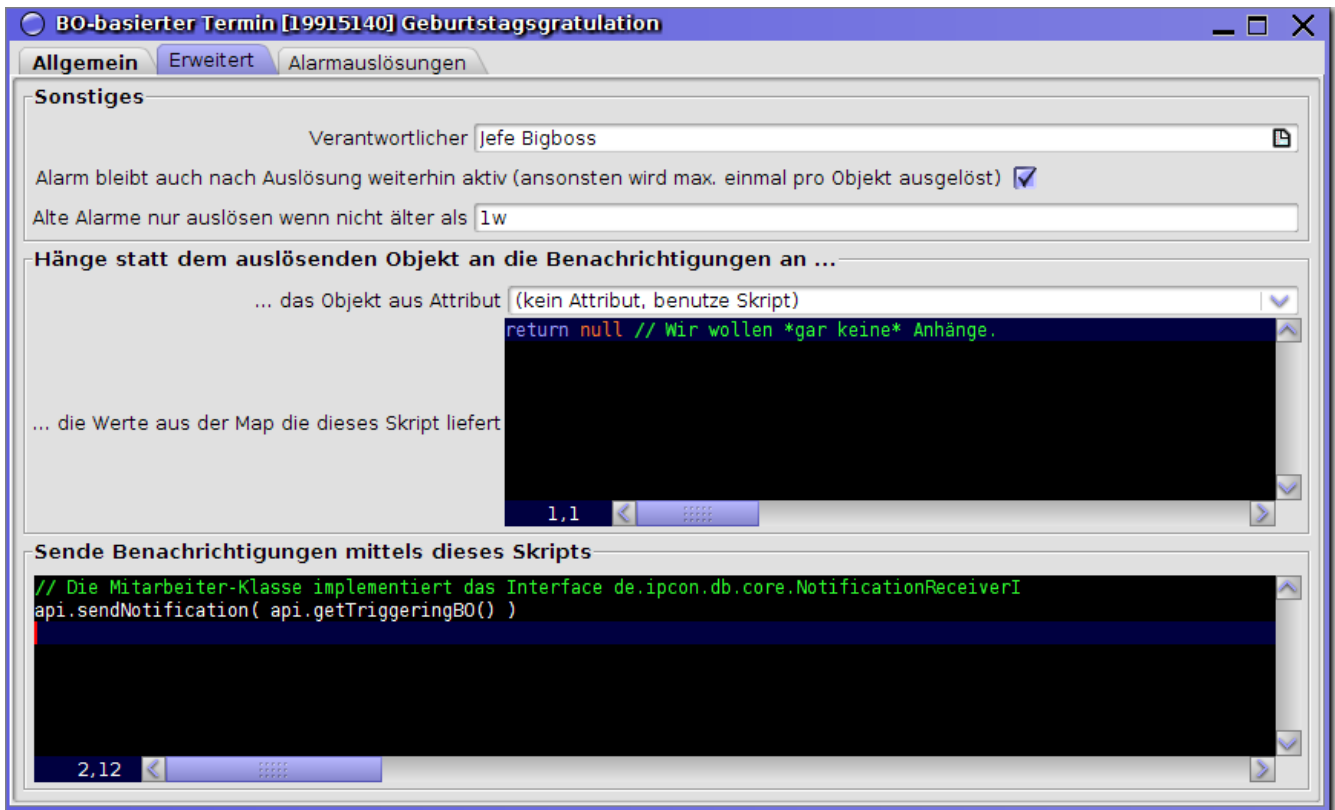 BO-basierter Termin [19915140] Geburtstagsgratulation
Allgemein Erweitert Alarmauslösungen
Sonstiges
Verantwortlicher Jefe Bigboss
Alarm bleibt auch nach Auslösung weiterhin aktiv (ansonsten wird max. einmal pro Objekt ausgelöst)
Alte Alarme nur auslösen wenn nicht älter als 1w
Hänge statt dem auslösenden Objekt an die Benachrichtigungen an ...
... das Objekt aus Attribut (kein Attribut, benutze Skript)
return null // Wir wollen *gar keine* Anhänge.
... die Werte aus der Map die dieses Skript liefert
1,1
Sende Benachrichtigungen mittels dieses Skripts
// Die Mitarbeiter-Klasse implementiert das Interface de.ipcon.db.core.NotificationReceiverI
api.sendNotification( api.getTriggeringBO() )
2,12